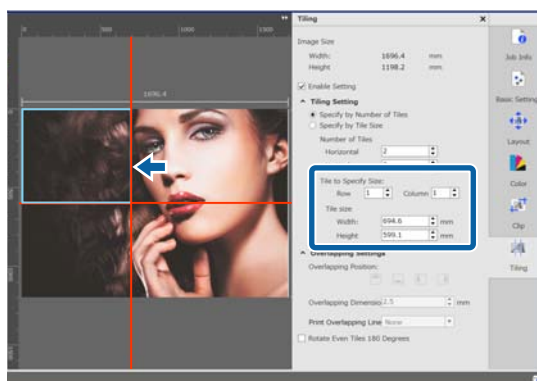 Tiling
0 500 1000 1500
Image Size
Width: 1696.4 mm
Height 1198.2 mm
Enable Setting
Tiling Setting
Specify by Number of Tiles
Specify by Tile Size
Number of Tiles
Horizontal 2
Tile to Specify Size:
Row 1 Column 1
Tile size
Width: 694.6 mm
Height 599.1 mm
Overlapping Settings
Overlapping Position:
Overlapping Dimensio 2.5 mm
Print Overlapping Line None
Rotate Even Tiles 180 Degrees
1696.4
Job Info
Basic Setting
Layout
Color
Clip
Tiling